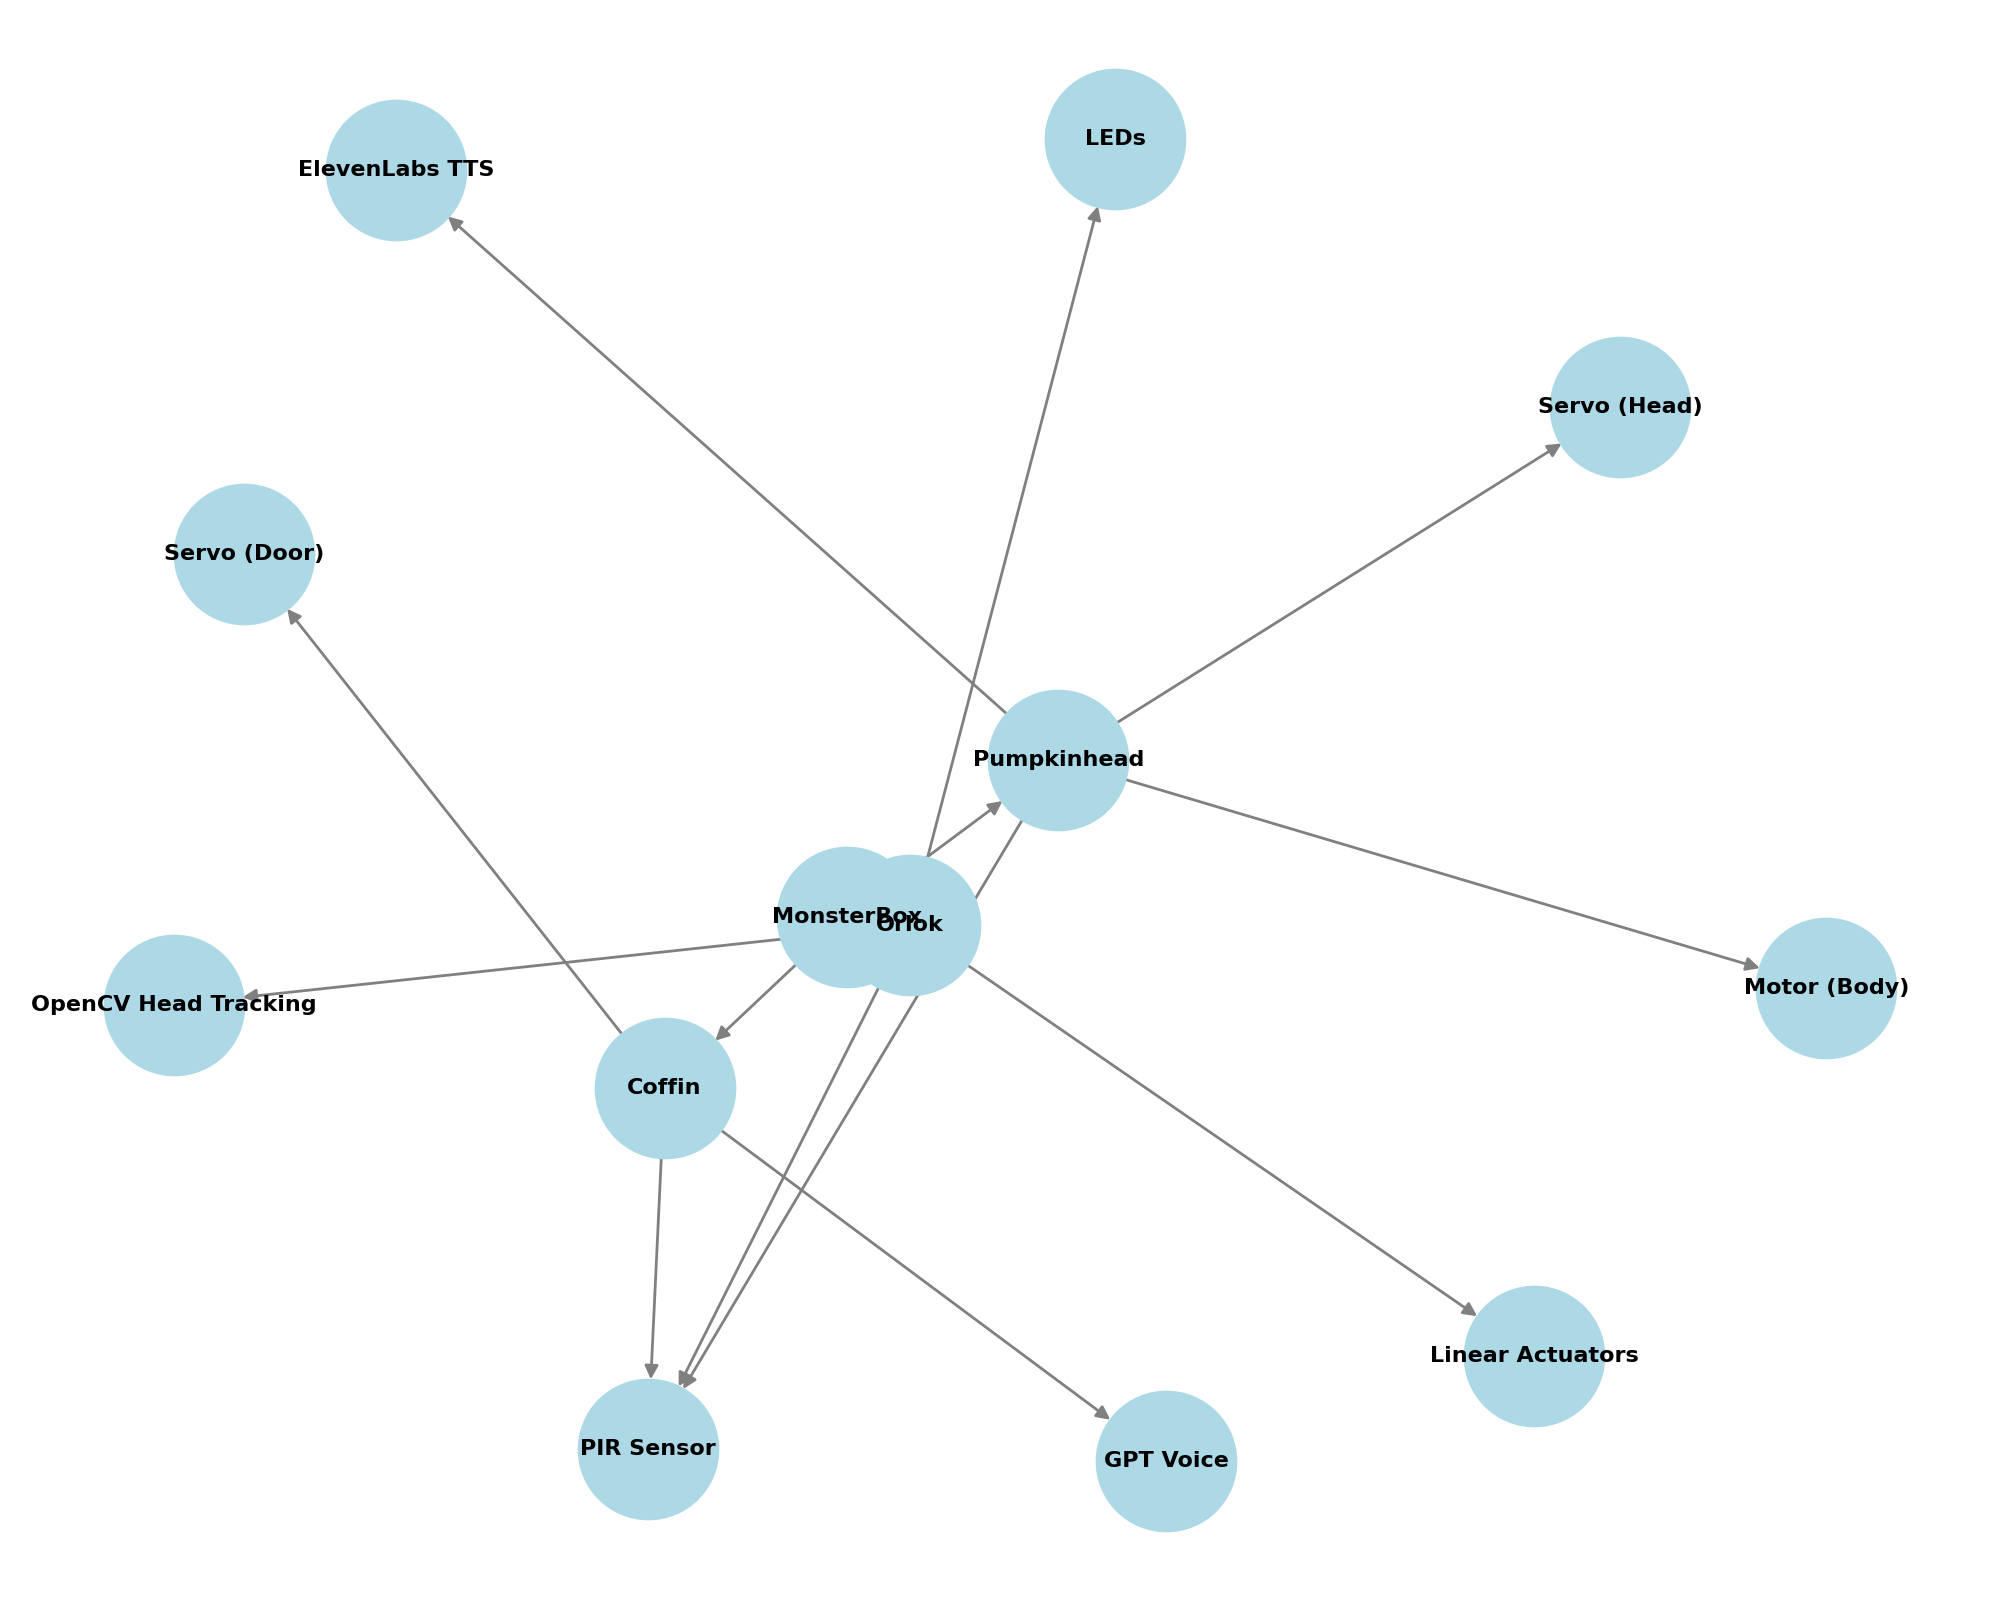 LEDs
ElevenLabs TTS
Servo (Head)
Servo (Door)
Pumpkinhead
MonsterBox
Orlok
Motor (Body)
OpenCV Head Tracking
Coffin
Linear Actuators
PIR Sensor
GPT Voice